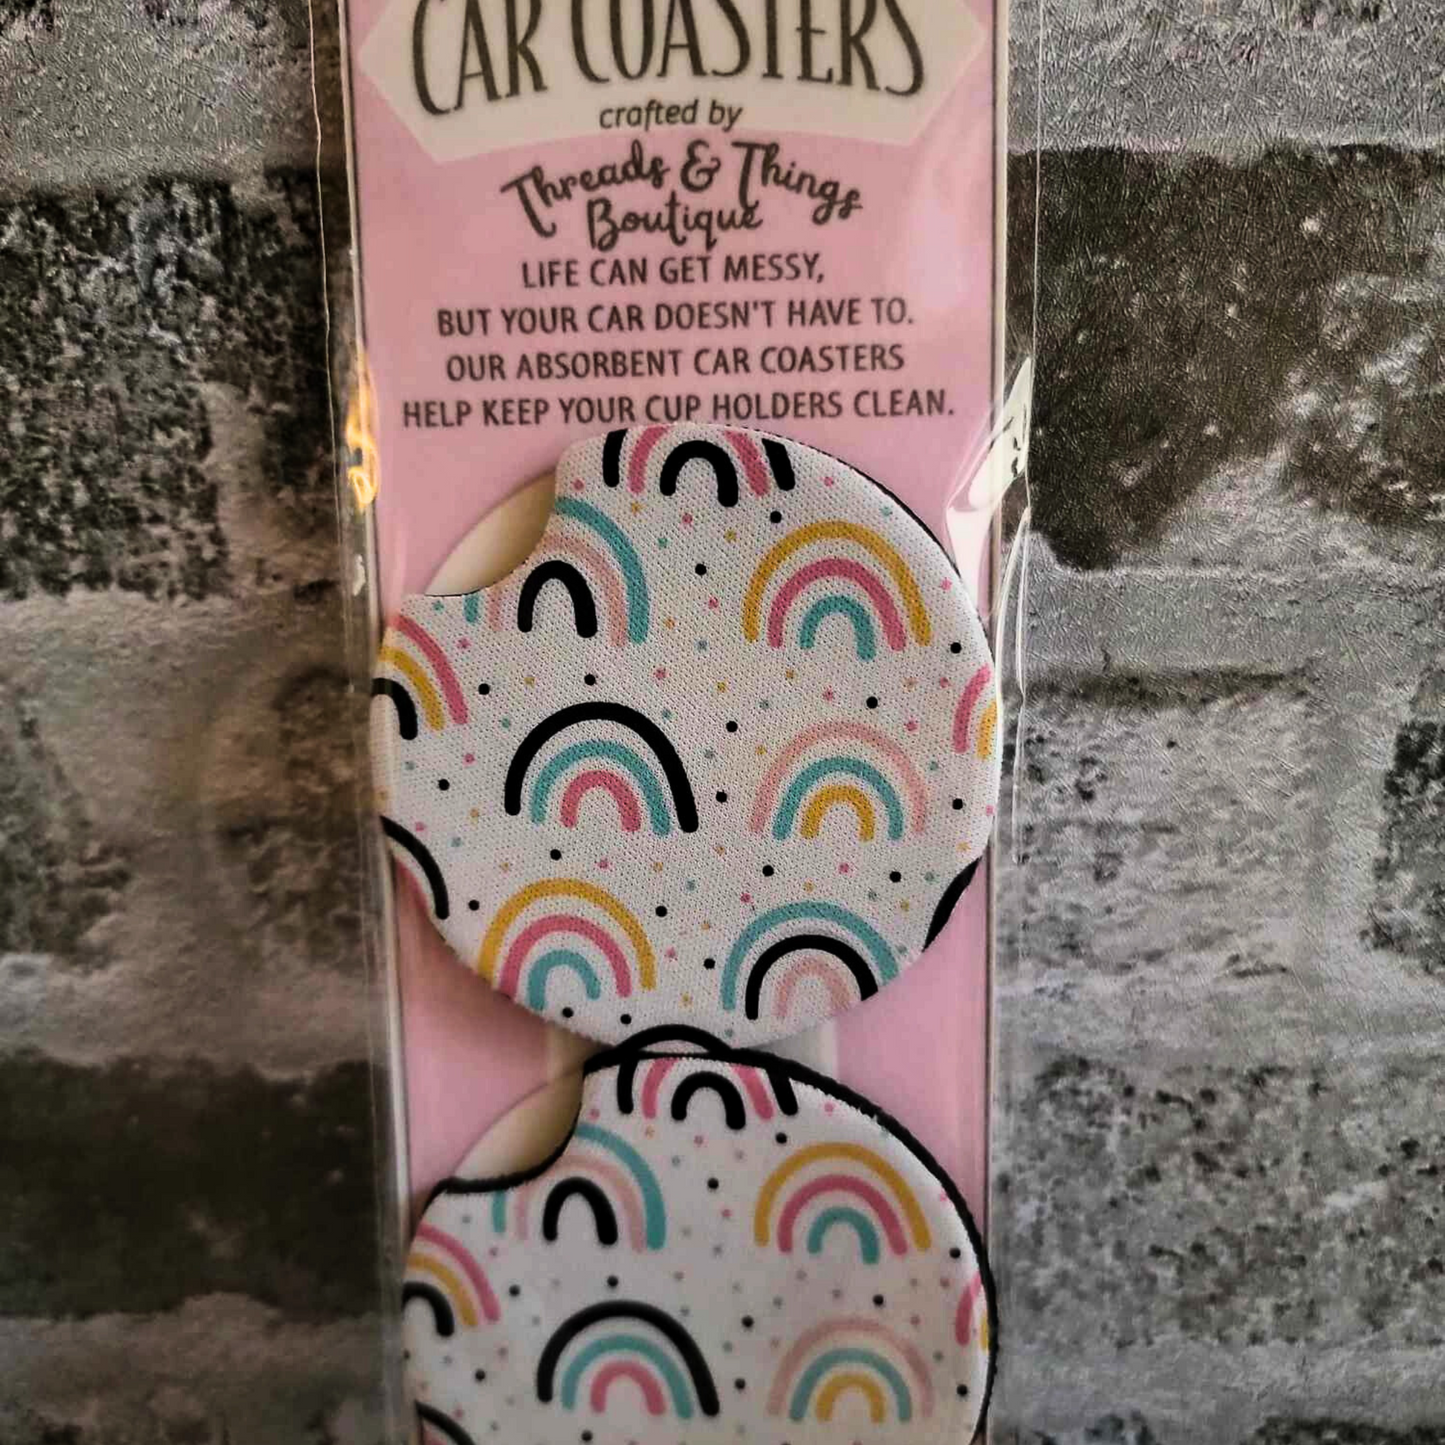 CAR COASTERS
crafted by
Threads & Things
Boutique
LIFE CAN GET MESSY,
BUT YOUR CAR DOESN'T HAVE TO.
OUR ABSORBENT CAR COASTERS
HELP KEEP YOUR CUP HOLDERS CLEAN.